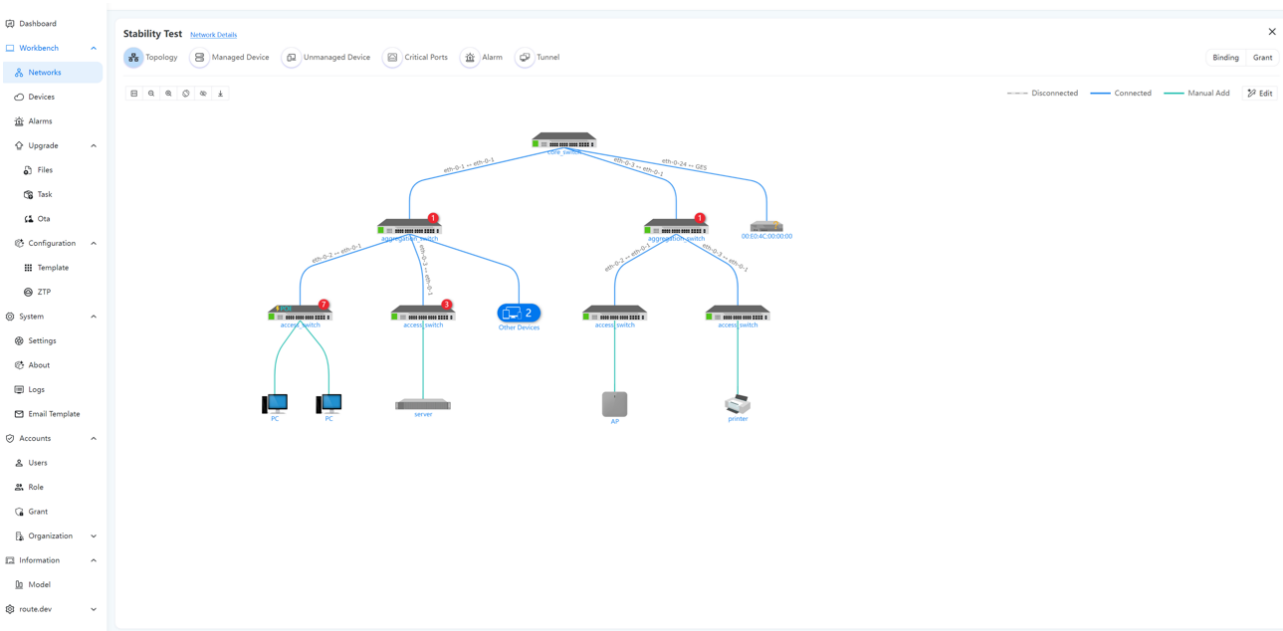 Dashboard
Workbench
Networks
Devices
Alarms
Upgrade
Files
Task
Ota
Configuration
Template
ZTP
System
Settings
About
Logs
Email Template
Accounts
Users
Role
Grant
Organization
Information
Model
route.dev
Stability Test Network Details
Topology Managed Device Unmanaged Device Critical Ports Alarm Tunnel Binding Grant
Disconnected Connected Manual Add Edit
core_switch
eth-0-1 ↔ eth-0-1
eth-0-3 ↔ eth-0-1
eth-0-24 ↔ GE5
1 1
aggregation_switch aggregation_switch 00:E0:4C:00:00:00
eth-0-2 ↔ eth-0-1
eth-0-3 ↔ eth-0-1
eth-0-2 ↔ eth-0-1
eth-0-3 ↔ eth-0-1
7 3 2
access_switch access_switch Other Devices access_switch access_switch
PC PC server AP printer